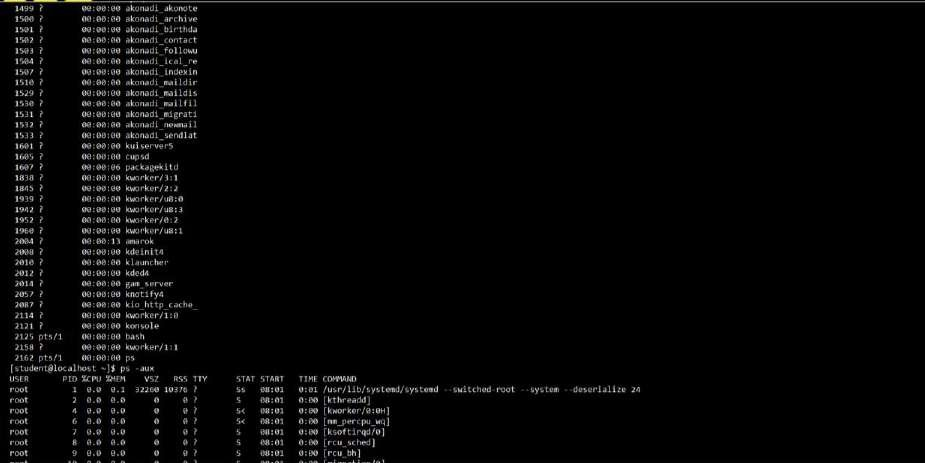 1499 ? 00:00:00 akonadi_akonote
1500 ? 00:00:00 akonadi_archive
1501 ? 00:00:00 akonadi_birthda
1502 ? 00:00:00 akonadi_contact
1503 ? 00:00:00 akonadi_followu
1504 ? 00:00:00 akonadi_ical_re
1507 ? 00:00:00 akonadi_indexin
1510 ? 00:00:00 akonadi_maildir
1529 ? 00:00:00 akonadi_maildis
1530 ? 00:00:00 akonadi_mailfil
1531 ? 00:00:00 akonadi_migrati
1532 ? 00:00:00 akonadi_newmail
1533 ? 00:00:00 akonadi_sendlat
1601 ? 00:00:00 kuiserver5
1605 ? 00:00:00 cupsd
1607 ? 00:00:06 packagekitd
1838 ? 00:00:00 kworker/3:1
1845 ? 00:00:00 kworker/2:2
1939 ? 00:00:00 kworker/u8:0
1942 ? 00:00:00 kworker/u8:3
1952 ? 00:00:00 kworker/0:2
1960 ? 00:00:00 kworker/u8:1
2004 ? 00:00:13 amarok
2008 ? 00:00:00 kdeinit4
2010 ? 00:00:00 klauncher
2012 ? 00:00:00 kded4
2014 ? 00:00:00 gam_server
2057 ? 00:00:00 knotify4
2087 ? 00:00:00 kio_http_cache_
2114 ? 00:00:00 kworker/1:0
2121 ? 00:00:00 konsole
2125 pts/1 00:00:00 bash
2158 ? 00:00:00 kworker/1:1
2162 pts/1 00:00:00 ps
[student@localhost ~]$ ps -aux
USER PID %CPU %MEM VSZ RSS TTY STAT START TIME COMMAND
root 1 0.0 0.1 32260 10376 ? Ss 08:01 0:01 /usr/lib/systemd/systemd --switched-root --system --deserialize 24
root 2 0.0 0.0 0 0 ? S 08:01 0:00 [kthreadd]
root 4 0.0 0.0 0 0 ? S< 08:01 0:00 [kworker/0:0H]
root 6 0.0 0.0 0 0 ? S< 08:01 0:00 [mm_percpu_wq]
root 7 0.0 0.0 0 0 ? S 08:01 0:00 [ksoftirqd/0]
root 8 0.0 0.0 0 0 ? S 08:01 0:00 [rcu_sched]
root 9 0.0 0.0 0 0 ? S 08:01 0:00 [rcu_bh]